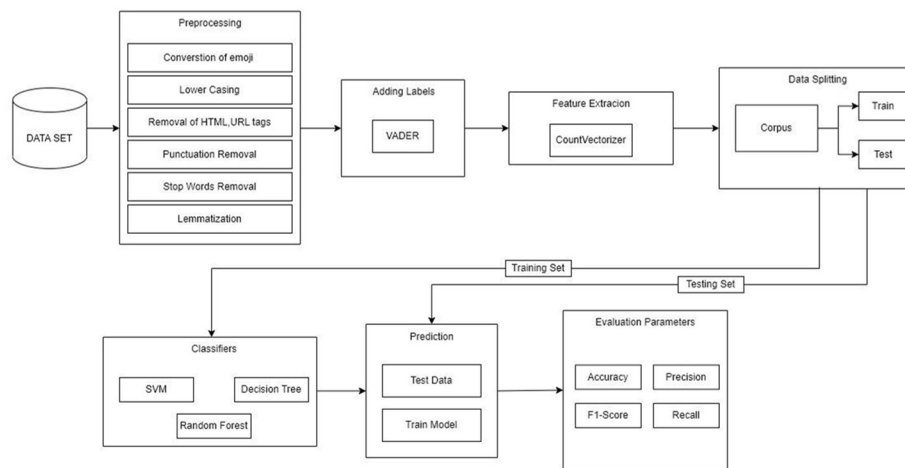 Preprocessing
Converstion of emoji
Lower Casing
Removal of HTML,URL tags
Punctuation Removal
Stop Words Removal
Lemmatization
DATA SET
Adding Labels
VADER
Feature Extracion
CountVectorizer
Data Splitting
Corpus
Train
Test
Training Set
Testing Set
Classifiers
SVM
Decision Tree
Random Forest
Prediction
Test Data
Train Model
Evaluation Parameters
Accuracy
Precision
F1-Score
Recall